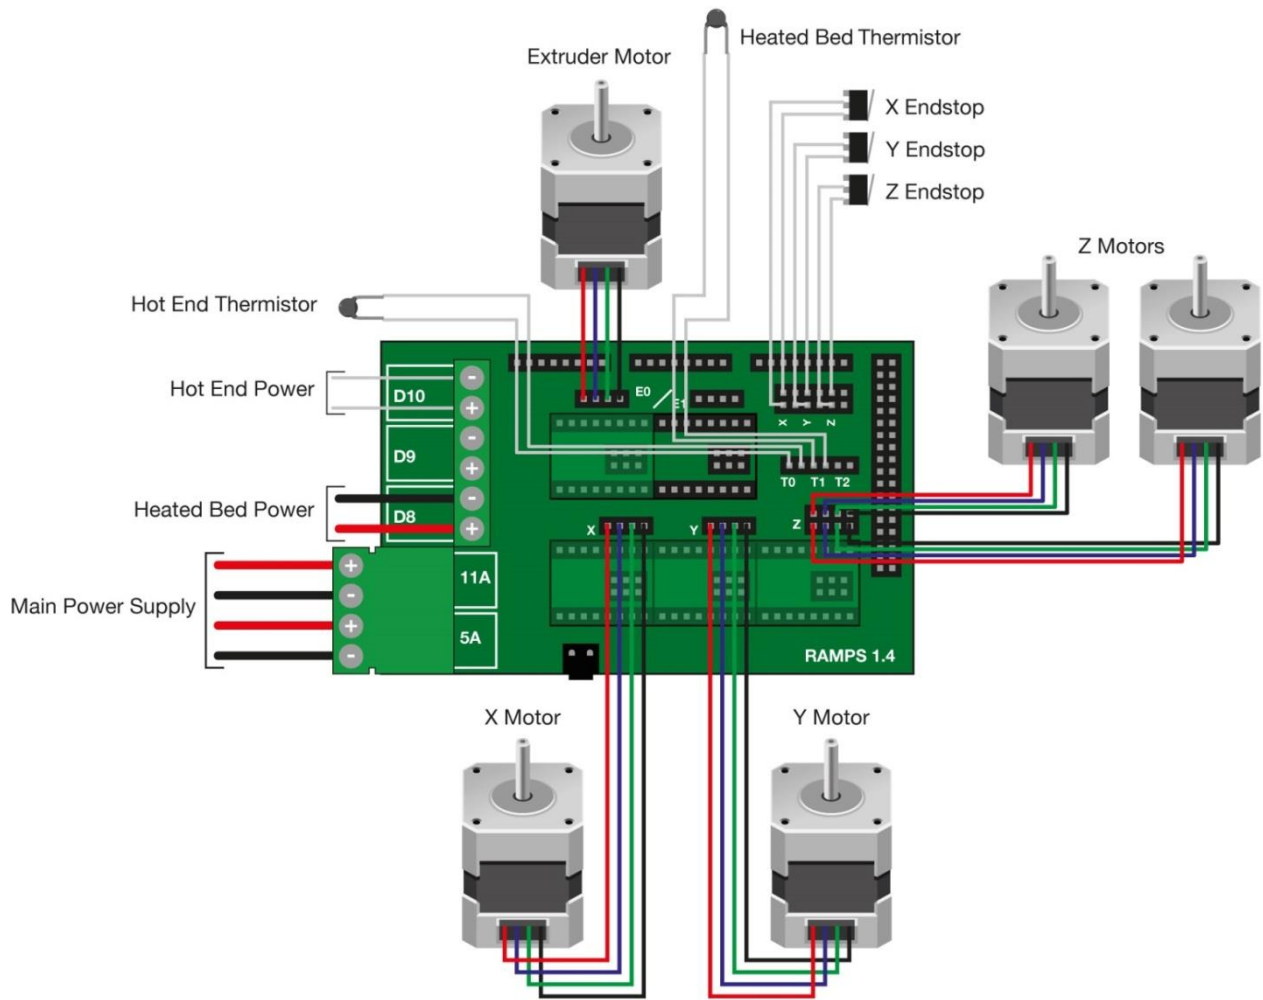 Heated Bed Thermistor
Extruder Motor
X Endstop
Y Endstop
Z Endstop
Z Motors
Hot End Thermistor
Hot End Power
D10
-
+
E0
E1
X
Y
Z
D9
-
+
T0 T1 T2
Heated Bed Power
D8
-
+
X
Y
Z
Main Power Supply
+
-
11A
+
-
5A
RAMPS 1.4
X Motor
Y Motor